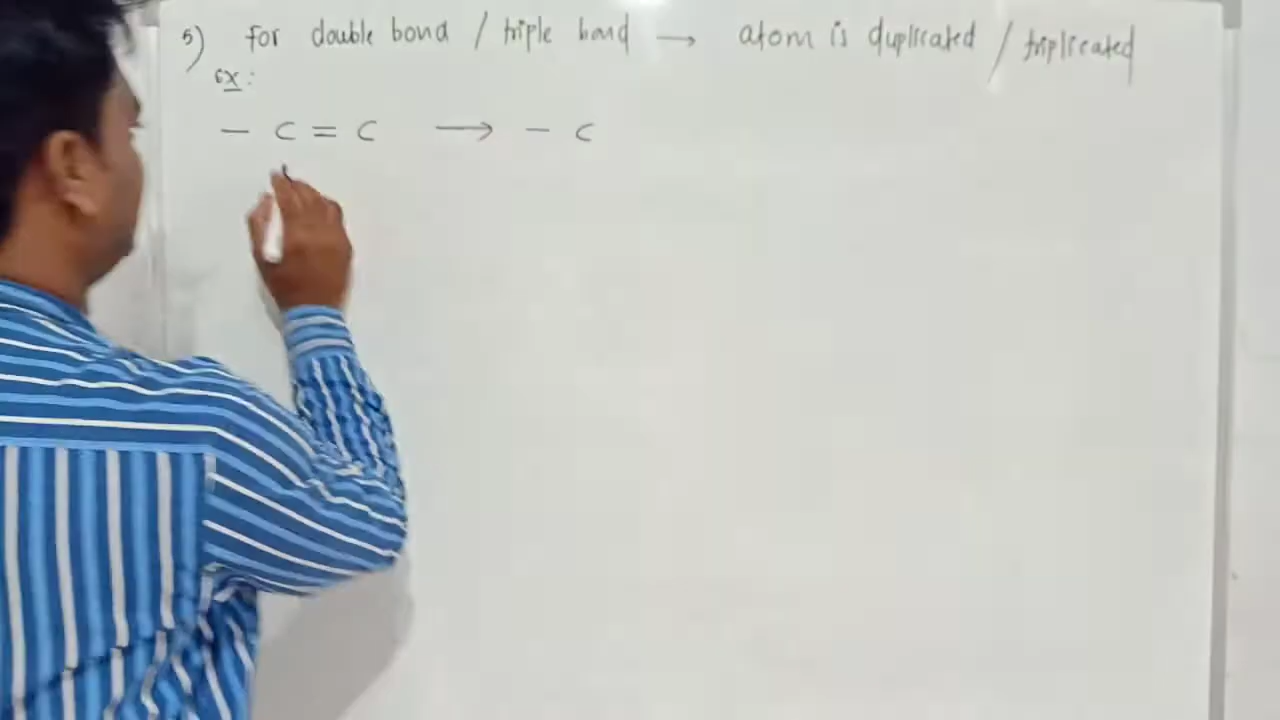 5) for double bond / triple bond → atom is duplicated / triplicated
ex:
– C = C → – C